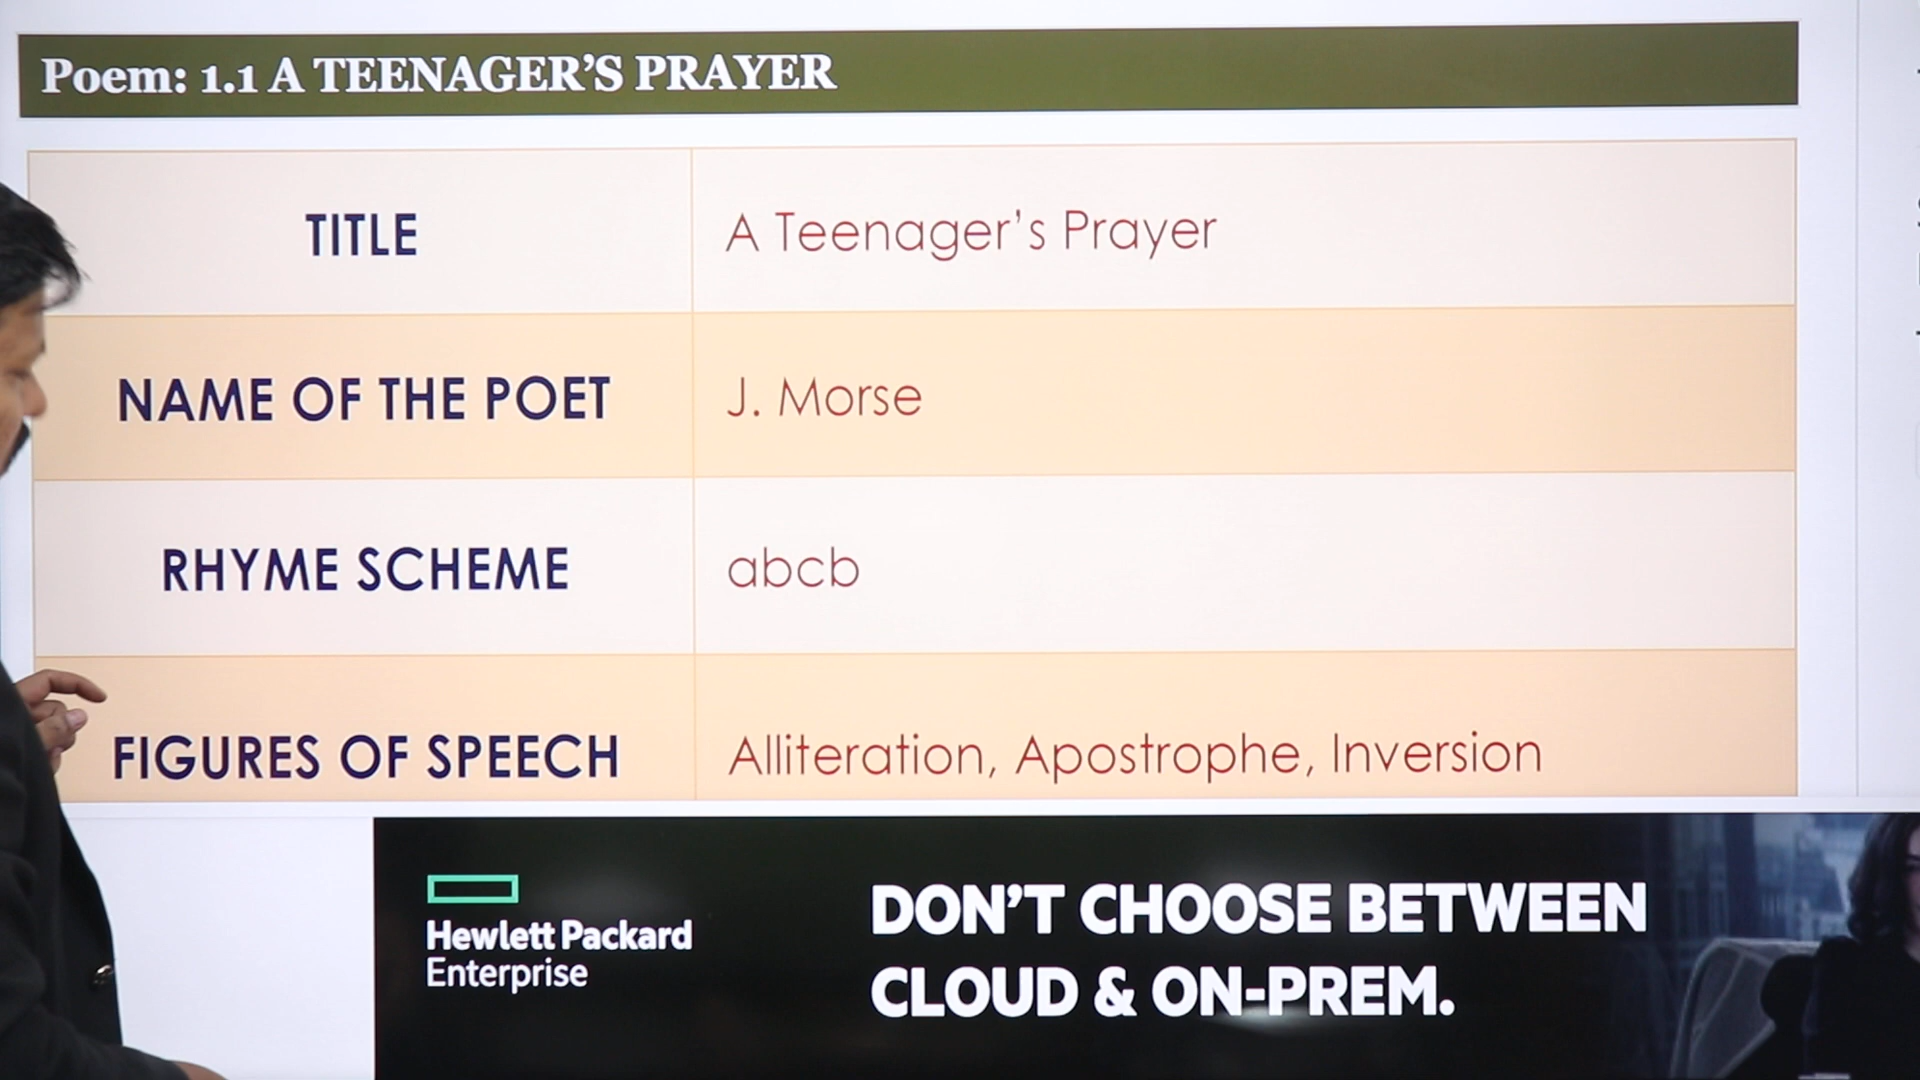 Poem: 1.1 A TEENAGER'S PRAYER
TITLE
A Teenager's Prayer
NAME OF THE POET
J. Morse
RHYME SCHEME
abcb
FIGURES OF SPEECH
Alliteration, Apostrophe, Inversion
Hewlett Packard
Enterprise
DON'T CHOOSE BETWEEN
CLOUD & ON-PREM.